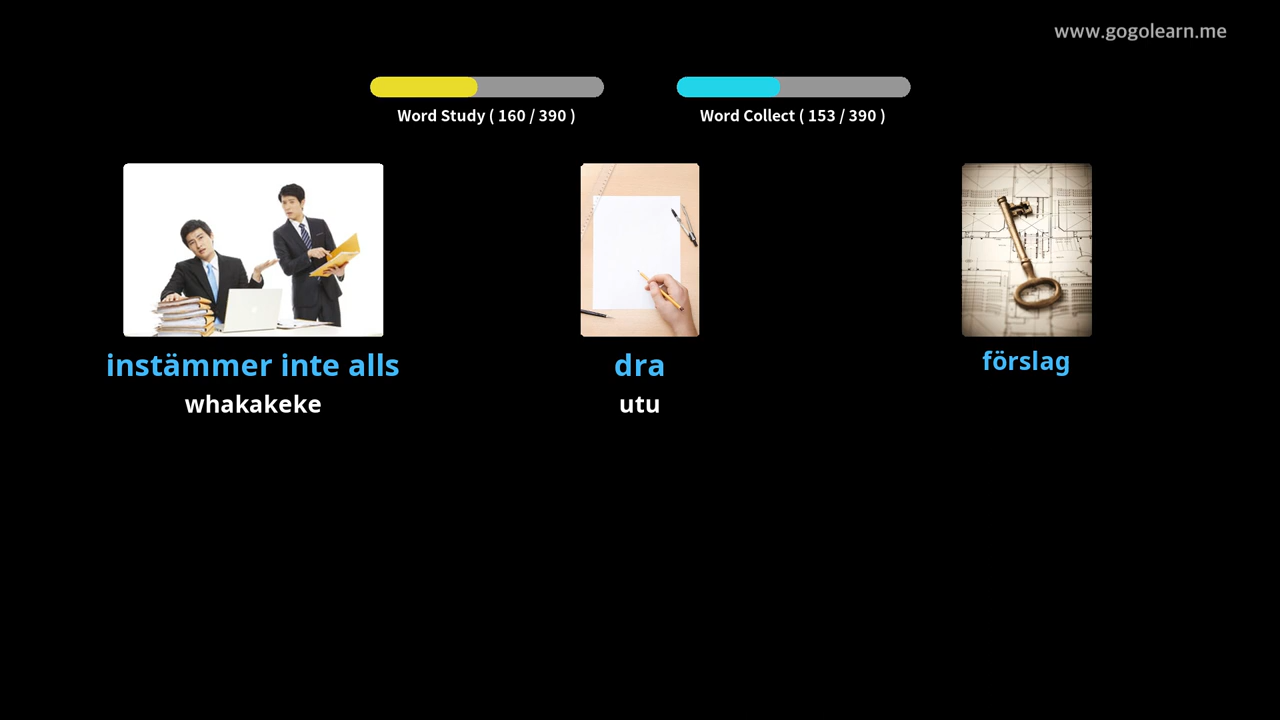 www.gogolearn.me
Word Study ( 160 / 390 )
Word Collect ( 153 / 390 )
instämmer inte alls
whakakeke
dra
utu
förslag